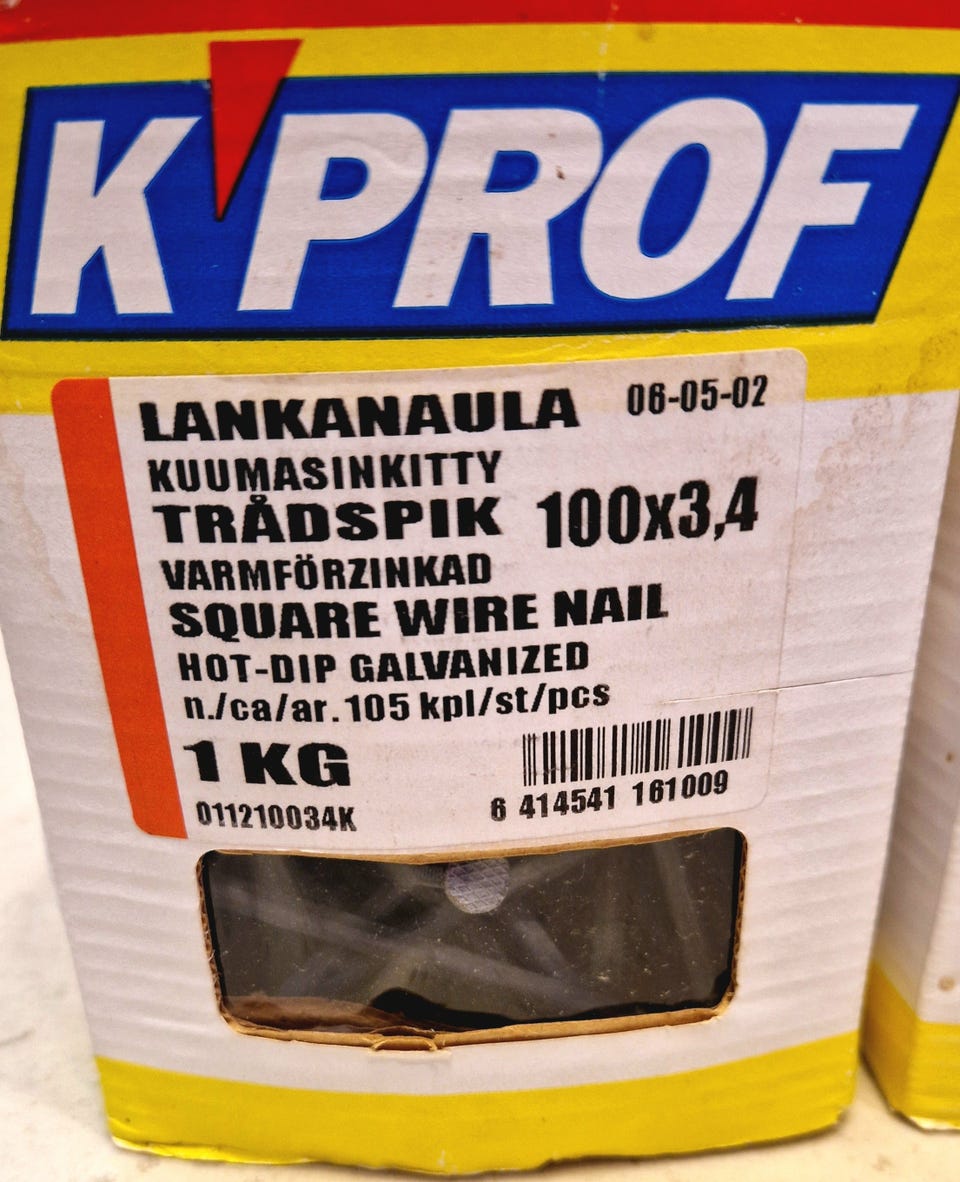 K'PROF
LANKANAULA 06-05-02
KUUMASINKITTY
TRÅDSPIK 100x3,4
VARMFÖRZINKAD
SQUARE WIRE NAIL
HOT-DIP GALVANIZED
n./ca/ar. 105 kpl/st/pcs
1 KG
011210034K 6 414541 161009